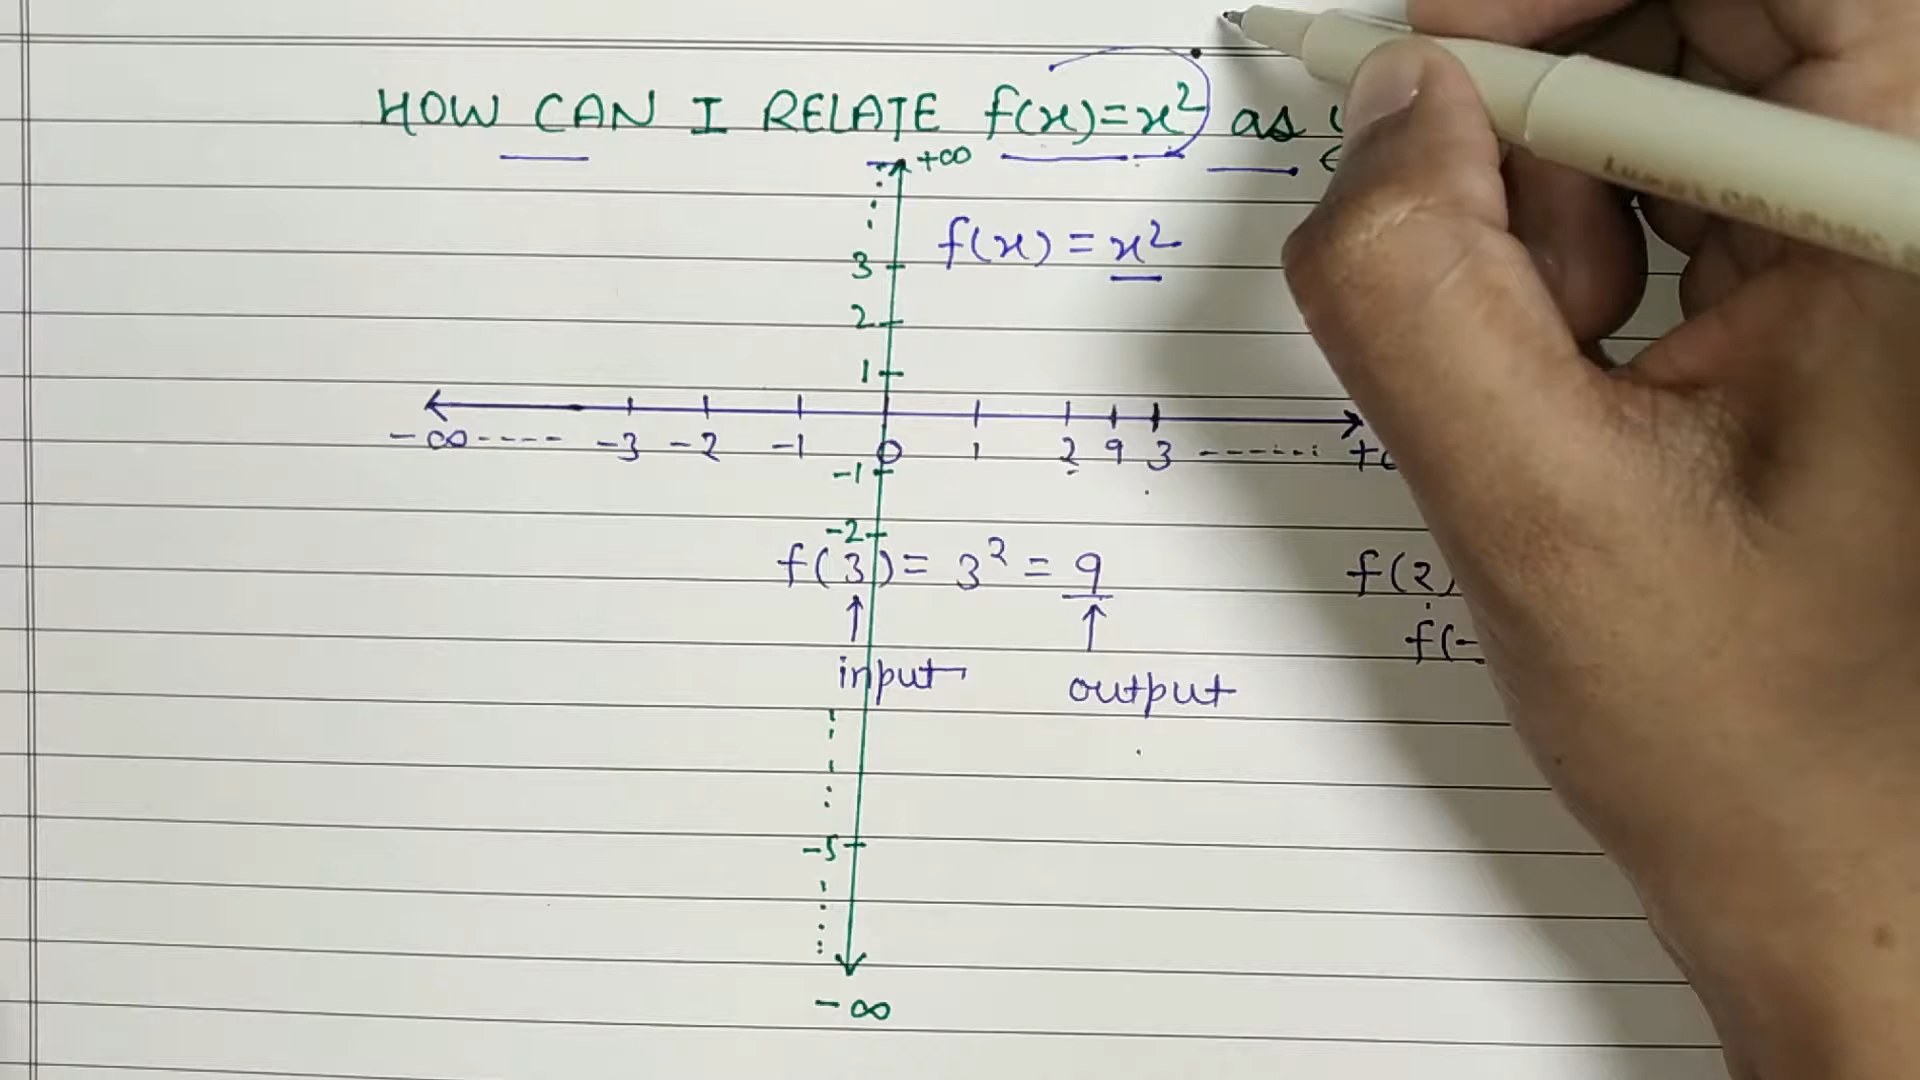 HOW CAN I RELATE f(x)=x² as
+∞
f(x) = x²
3
2
1
-∞---- -3 -2 -1 0 1 2 9 3 ------
-1
-2
f(3) = 3² = 9
f(2)
f(-
input
output
-5
-∞